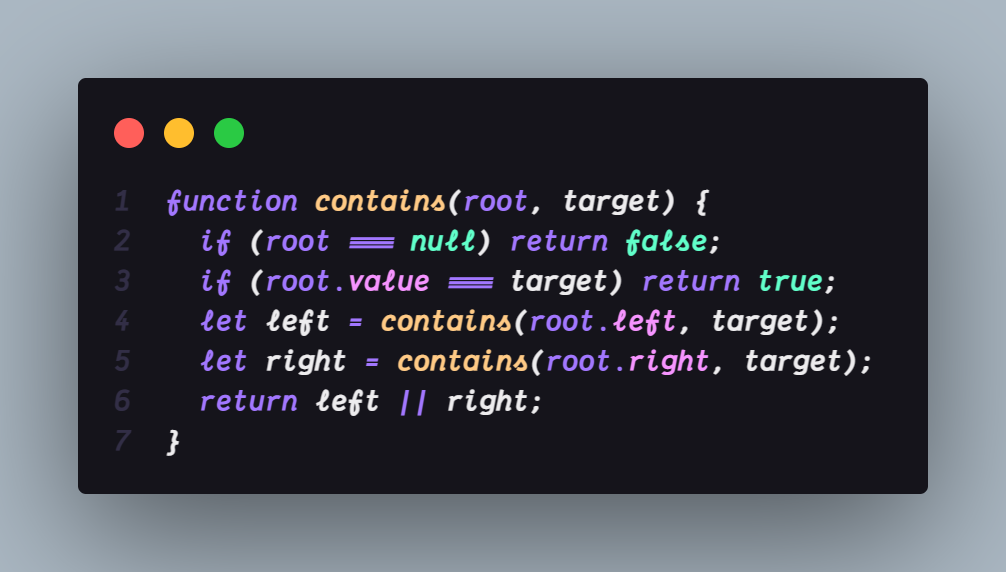 1 function contains(root, target) {
2   if (root === null) return false;
3   if (root.value === target) return true;
4   let left = contains(root.left, target);
5   let right = contains(root.right, target);
6   return left || right;
7 }